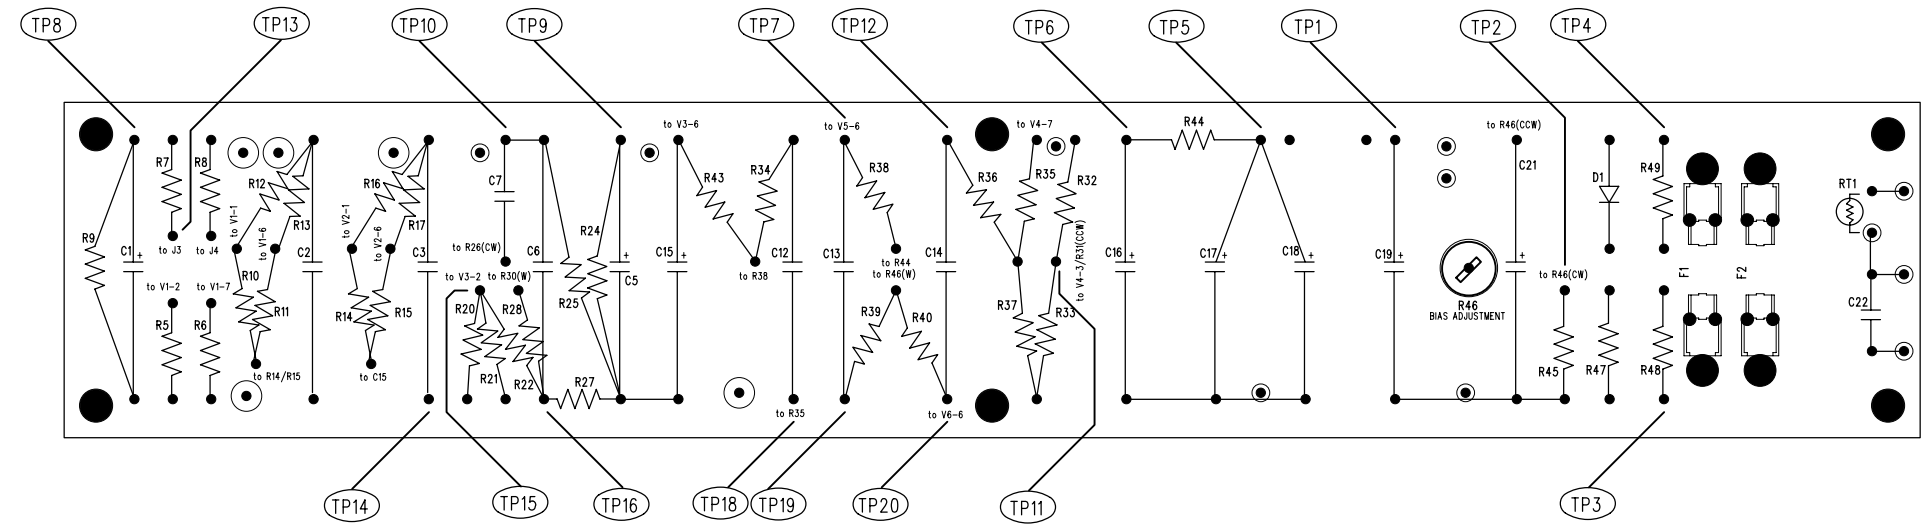 TP8
TP13
TP10
TP9
TP7
TP12
TP6
TP5
TP1
TP2
TP4
to V3-6
to V5-6
to V4-7
R44
to R46(CCW)
R7
R8
R12
R13
R16
R17
C7
R43
R34
R38
R36
R35
R32
C21
D1
R49
RT1
to V1-1
to V1-6
to V2-1
to V2-6
R9
C1
+
to J3
to J4
C2
C3
to R26(CW)
C6
R24
+
C5
C15
to R38
C12
C13
to R44
R46(W)
C14
to V4-3/R31(CCW)
C16
+
C17
+
C18
+
C19
+
+
to R46(CW)
F1
F2
to V1-2
to V1-7
R10
R11
R14
R15
to V3-2
to R30(W)
R25
R20
R28
R5
R6
R21
R22
R27
R39
R40
R37
R33
R46
BIAS ADJUSTMENT
C22
to R14/R15
to C15
R45
R47
R48
to R35
to V6-6
TP14
TP15
TP16
TP18
TP19
TP20
TP11
TP3